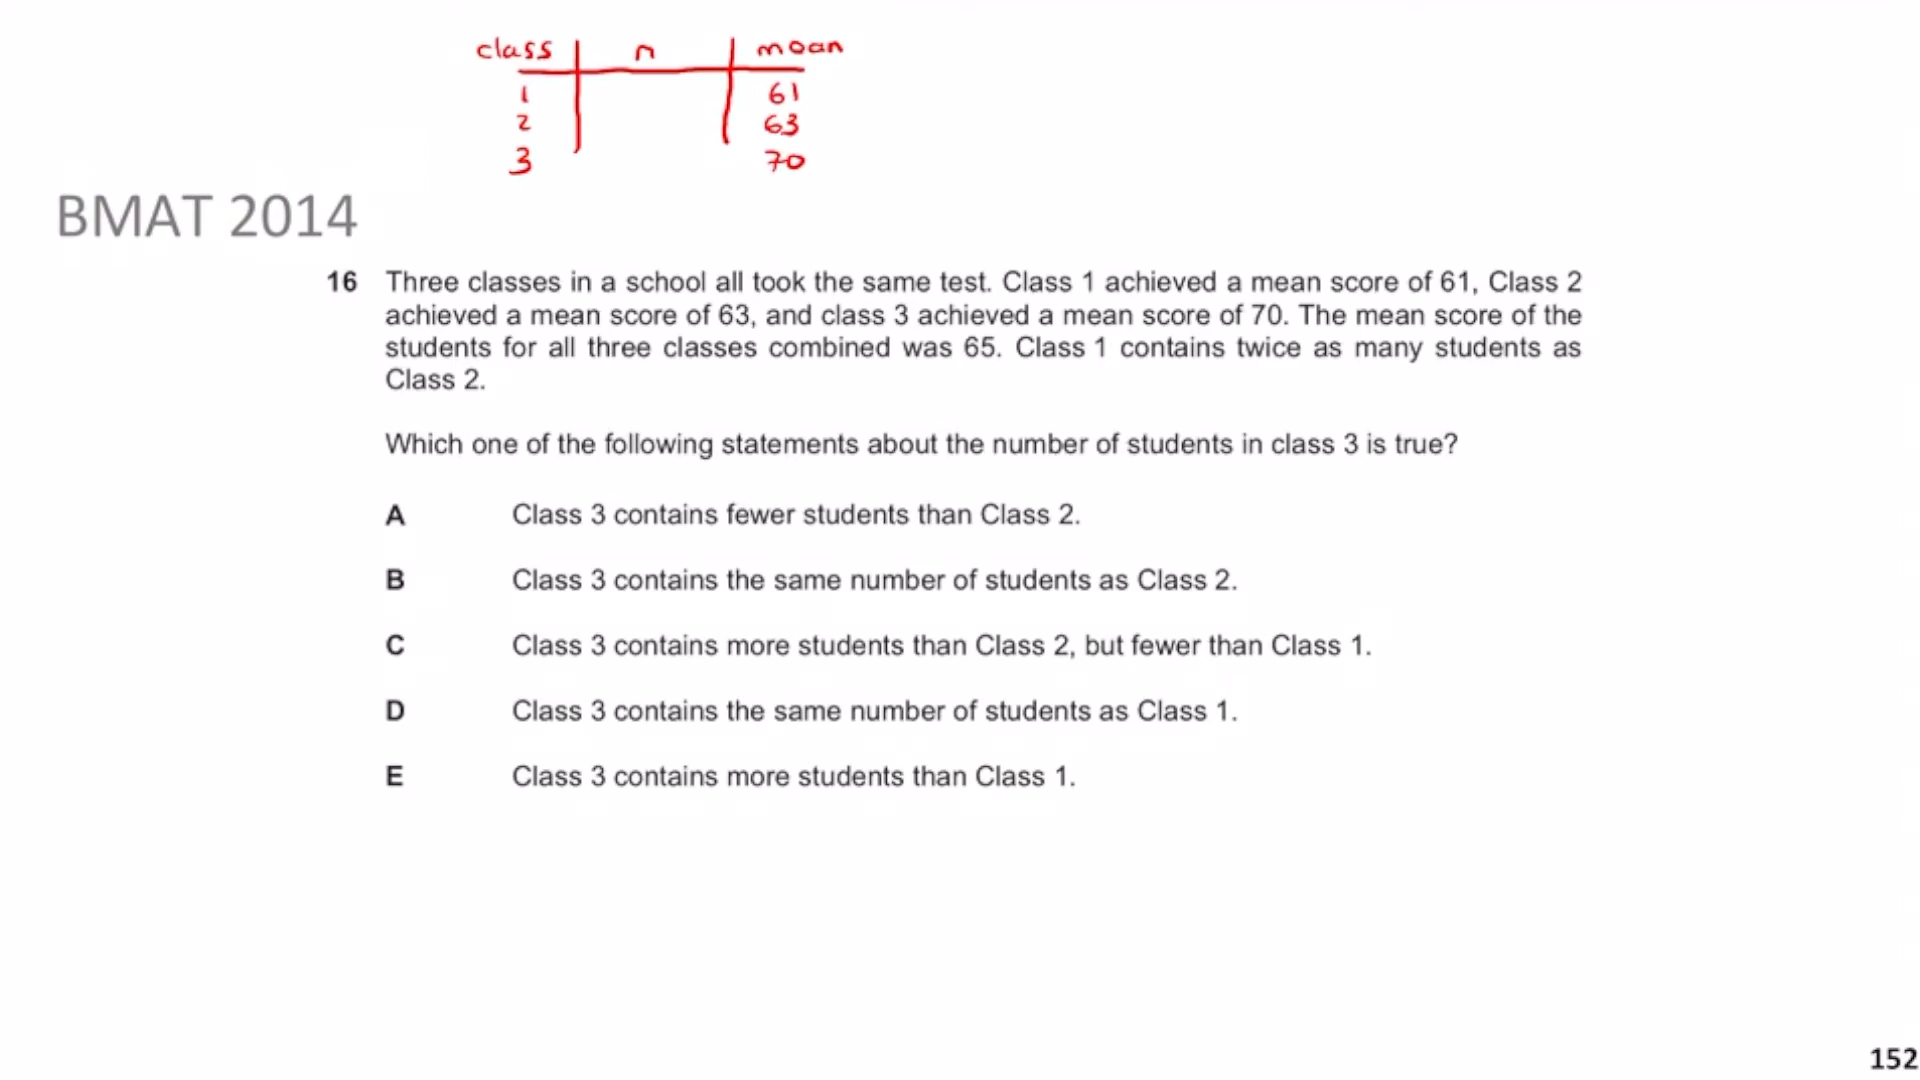 class n mean
1 61
2 63
3 70
BMAT 2014
16 Three classes in a school all took the same test. Class 1 achieved a mean score of 61, Class 2
achieved a mean score of 63, and class 3 achieved a mean score of 70. The mean score of the
students for all three classes combined was 65. Class 1 contains twice as many students as
Class 2.
Which one of the following statements about the number of students in class 3 is true?
A Class 3 contains fewer students than Class 2.
B Class 3 contains the same number of students as Class 2.
C Class 3 contains more students than Class 2, but fewer than Class 1.
D Class 3 contains the same number of students as Class 1.
E Class 3 contains more students than Class 1.
152